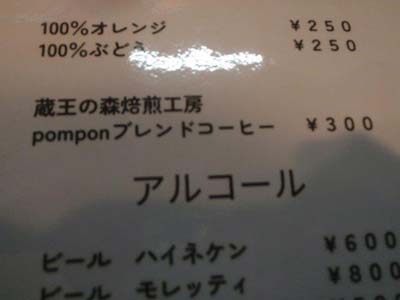 100%オレンジ ¥250
100%ぶどう ¥250
蔵王の森焙煎工房
pomponブレンドコーヒー ¥300
アルコール
ビール ハイネケン ¥600
ビール モレッティ ¥800